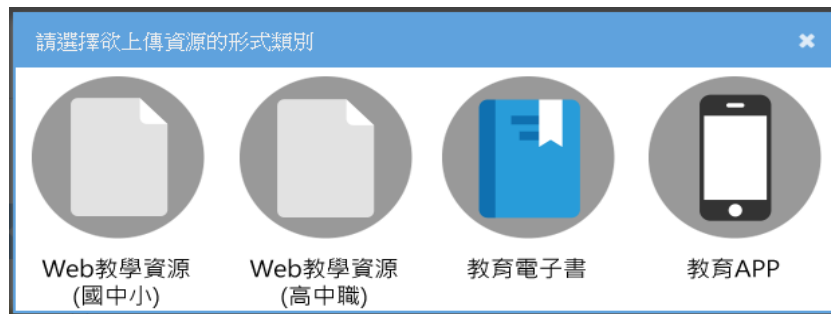 請選擇欲上傳資源的形式類別
Web教學資源
(國中小)
Web教學資源
(高中職)
教育電子書
教育APP